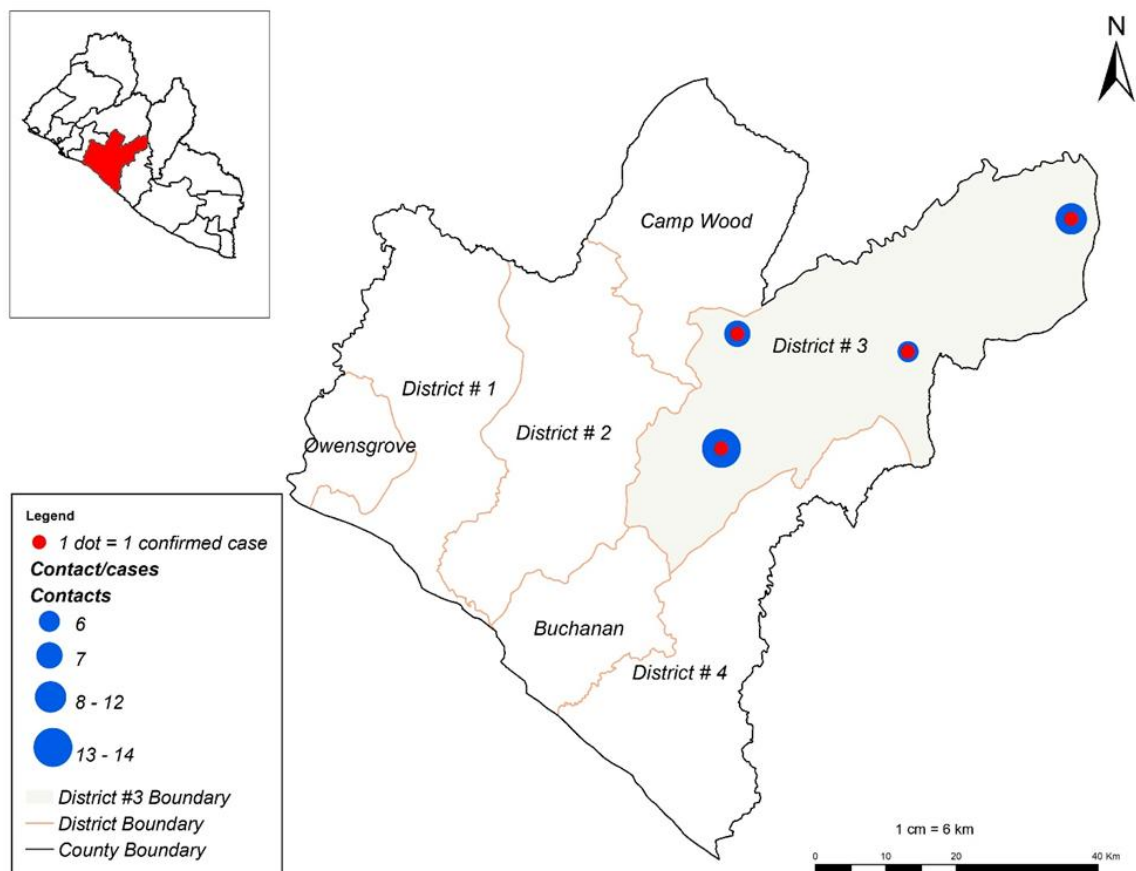 N
Camp Wood
District # 3
District # 1
District # 2
Owensgrove
Buchanan
District # 4
Legend
1 dot = 1 confirmed case
Contact/cases
Contacts
6
7
8 - 12
13 - 14
District #3 Boundary
District Boundary
County Boundary
1 cm = 6 km
0 10 20 40 Km